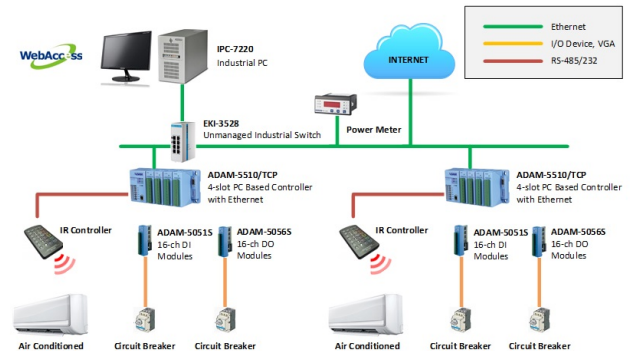 WebAccess
IPC-7220
Industrial PC
INTERNET
Ethernet
I/O Device, VGA
RS-485/232
EKI-3528
Unmanaged Industrial Switch
Power Meter
ADAM-5510/TCP
4-slot PC Based Controller
with Ethernet
ADAM-5510/TCP
4-slot PC Based Controller
with Ethernet
IR Controller
ADAM-5051S
16-ch DI
Modules
ADAM-5056S
16-ch DO
Modules
IR Controller
ADAM-5051S
16-ch DI
Modules
ADAM-5056S
16-ch DO
Modules
Air Conditioned
Circuit Breaker
Circuit Breaker
Air Conditioned
Circuit Breaker
Circuit Breaker